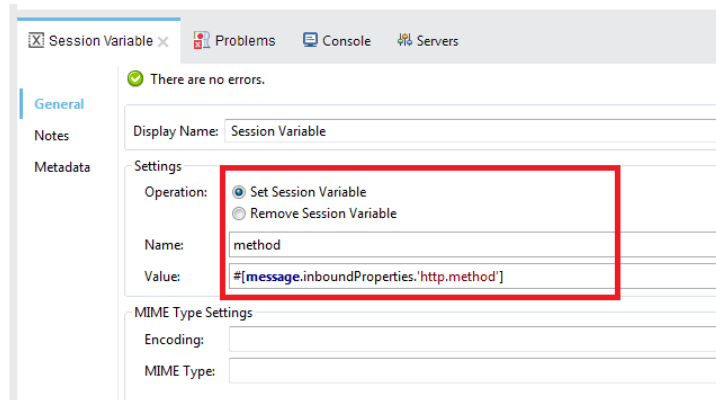 Session Variable Problems Console Servers
There are no errors.
General
Notes
Metadata
Display Name: Session Variable
Settings
Operation: Set Session Variable
Remove Session Variable
Name: method
Value: #[message.inboundProperties.'http.method']
MIME Type Settings
Encoding:
MIME Type: